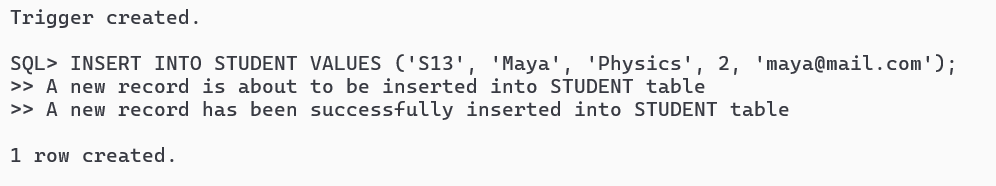 Trigger created.
SQL> INSERT INTO STUDENT VALUES ('S13', 'Maya', 'Physics', 2, 'maya@mail.com');
>> A new record is about to be inserted into STUDENT table
>> A new record has been successfully inserted into STUDENT table
1 row created.